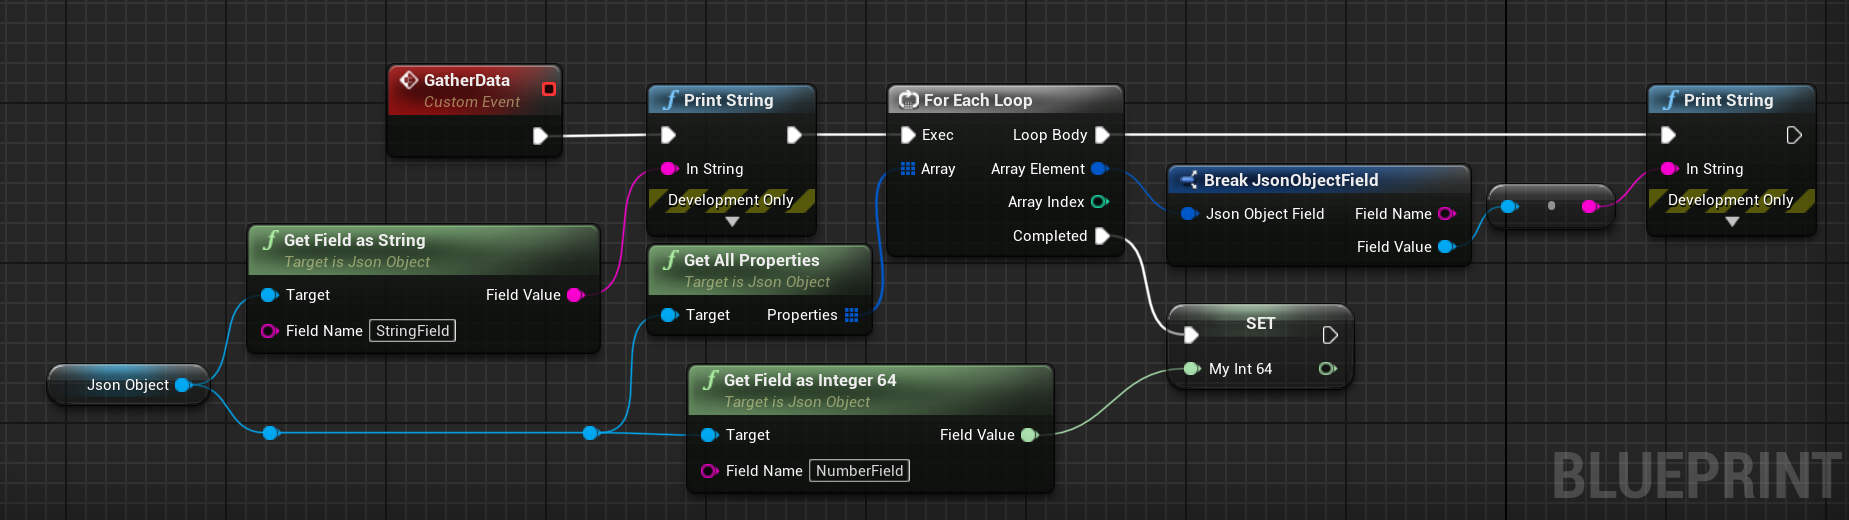 GatherData
Custom Event
Print String
In String
Development Only
For Each Loop
Exec
Loop Body
Array
Array Element
Array Index
Completed
Print String
In String
Development Only
Break JsonObjectField
Json Object Field
Field Name
Field Value
Get Field as String
Target is Json Object
Target
Field Value
Field Name
StringField
Get All Properties
Target is Json Object
Target
Properties
SET
My Int 64
Json Object
Get Field as Integer 64
Target is Json Object
Target
Field Value
Field Name
NumberField
BLUEPRINT